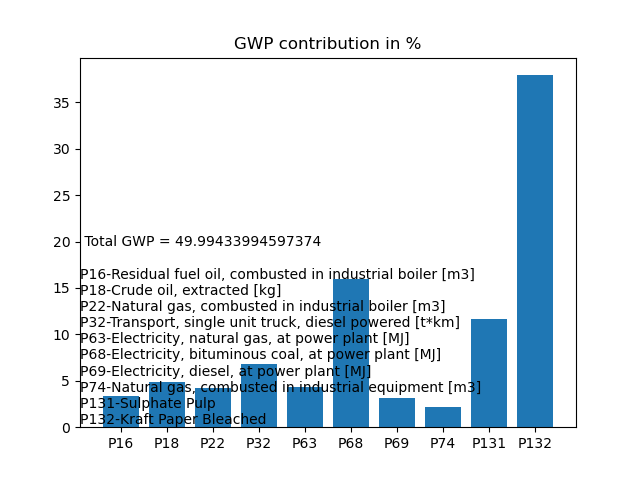 GWP contribution in %
35
30
25
20
15
10
5
0
Total GWP = 49.99433994597374
P16-Residual fuel oil, combusted in industrial boiler [m3]
P18-Crude oil, extracted [kg]
P22-Natural gas, combusted in industrial boiler [m3]
P32-Transport, single unit truck, diesel powered [t*km]
P63-Electricity, natural gas, at power plant [MJ]
P68-Electricity, bituminous coal, at power plant [MJ]
P69-Electricity, diesel, at power plant [MJ]
P74-Natural gas, combusted in industrial equipment [m3]
P131-Sulphate Pulp
P132-Kraft Paper Bleached
P16 P18 P22 P32 P63 P68 P69 P74 P131 P132